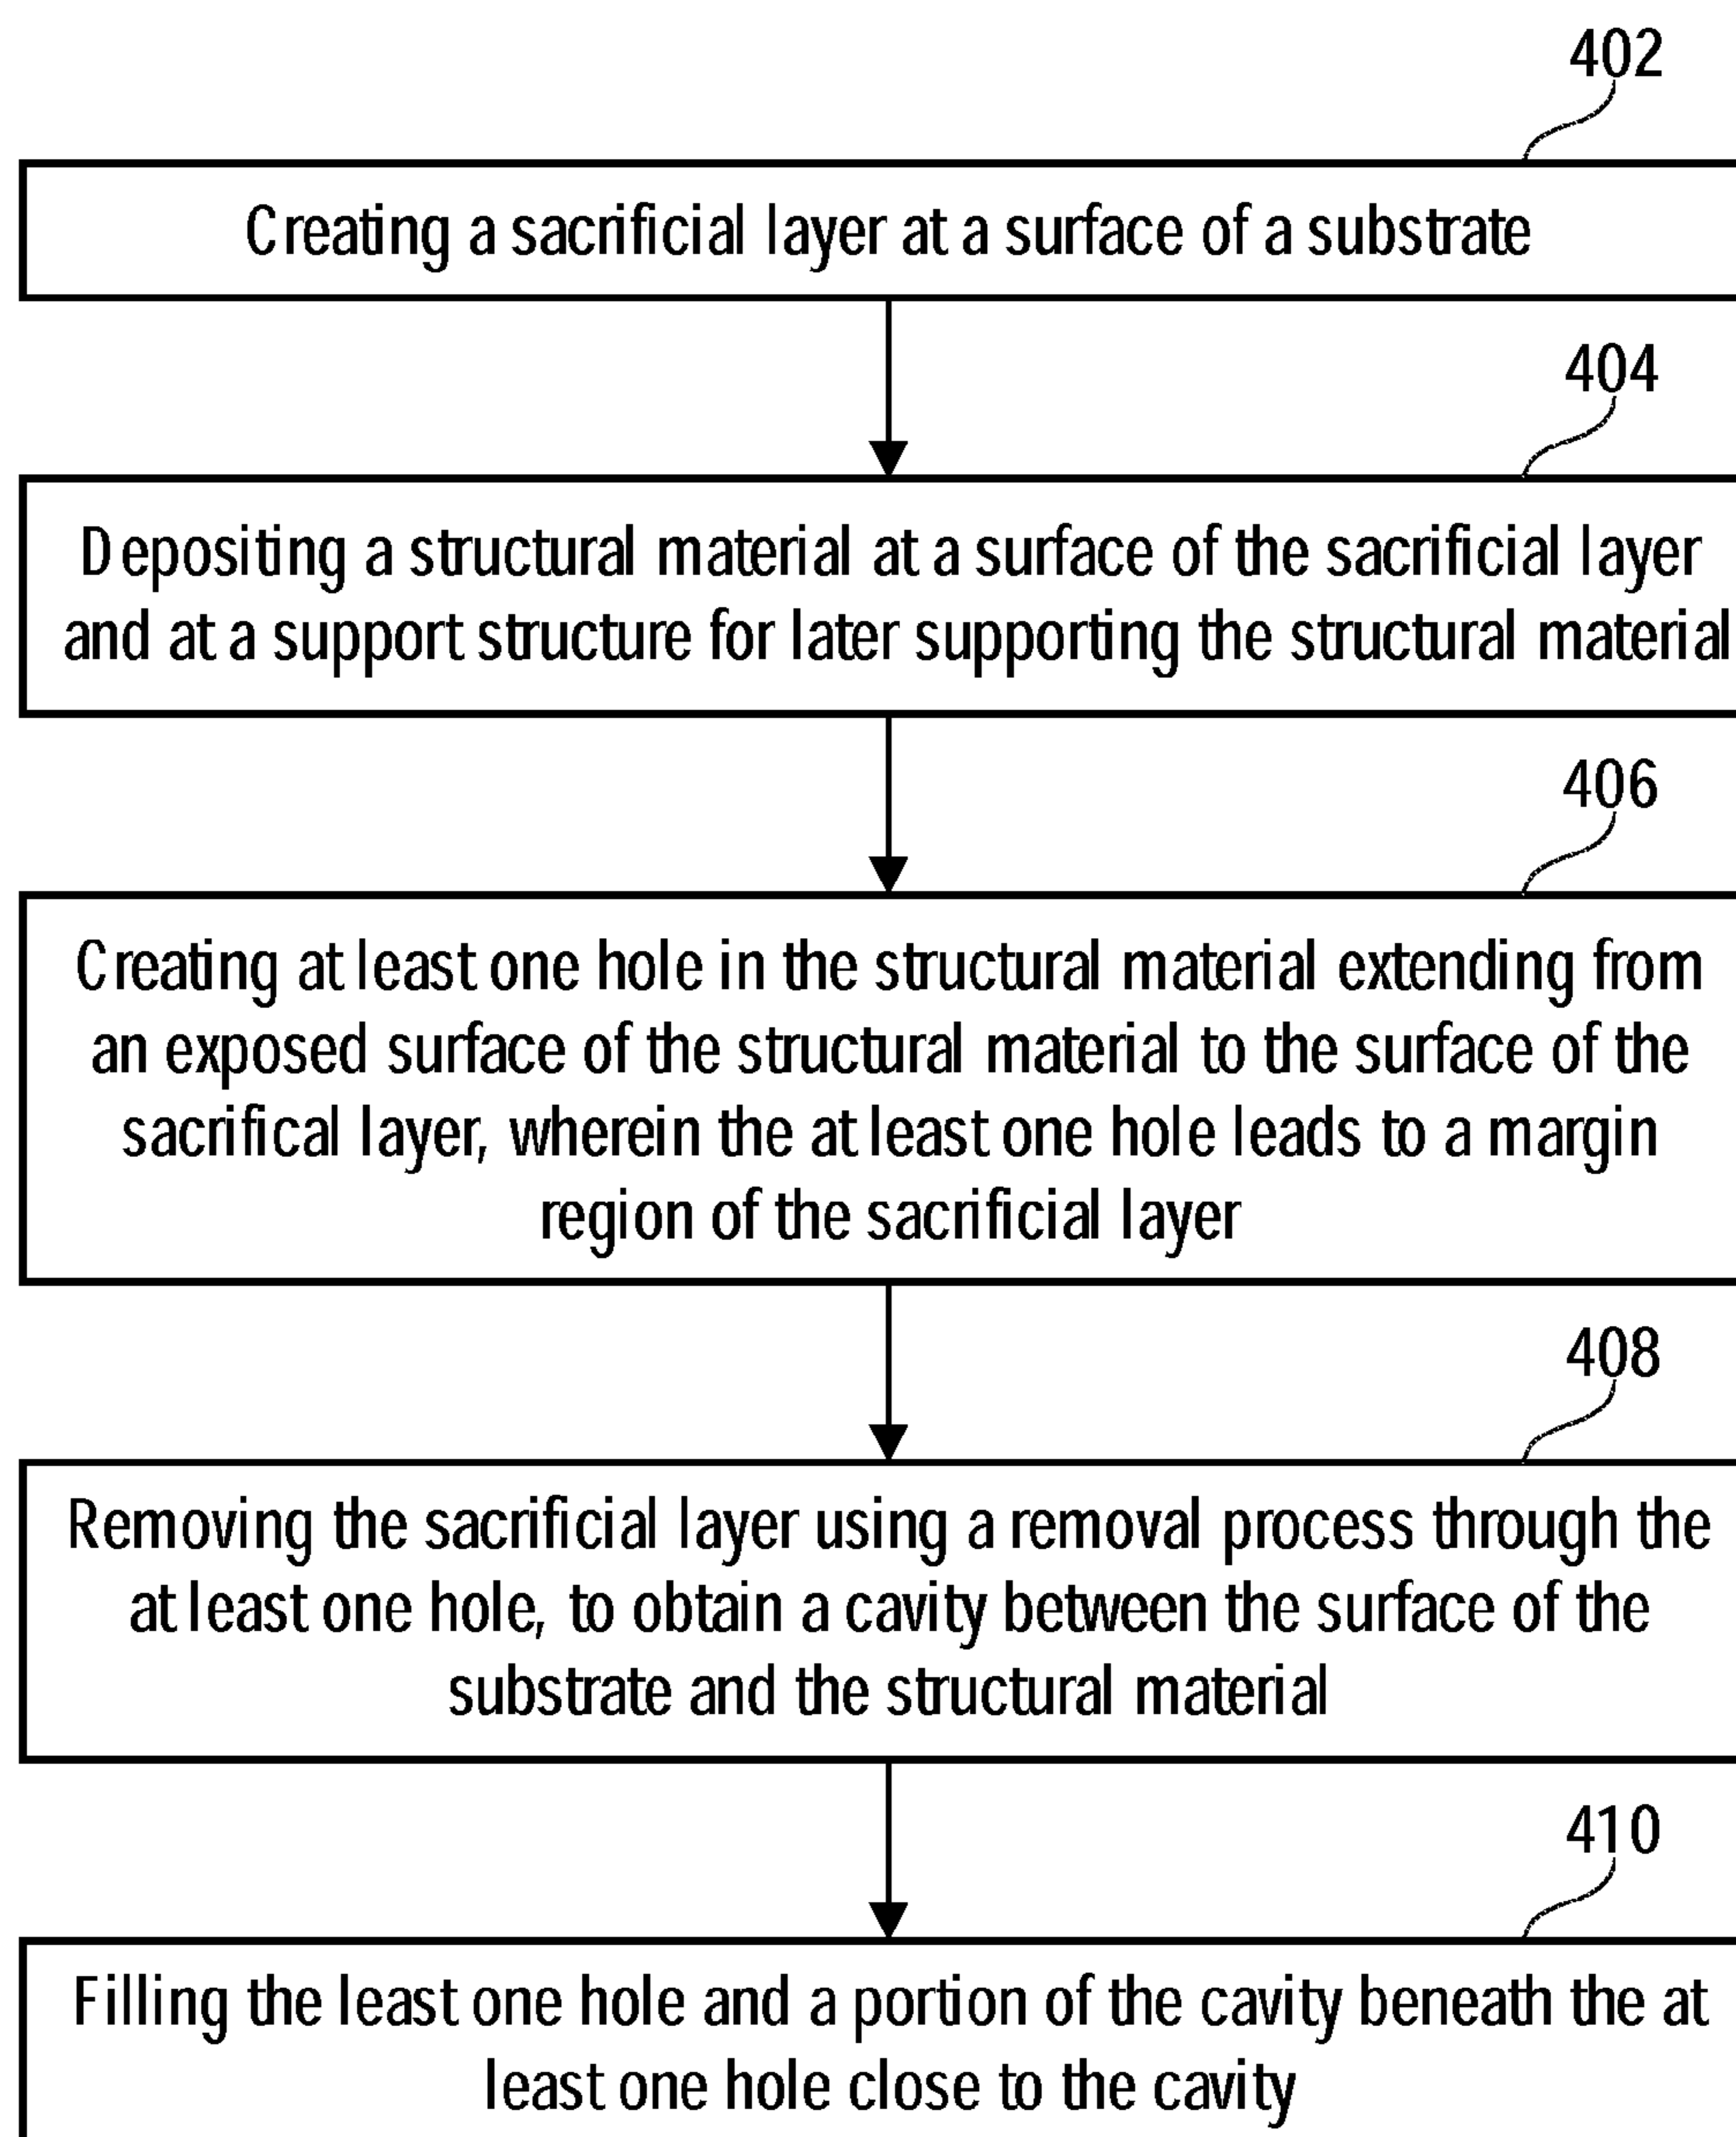 402
Creating a sacrificial layer at a surface of a substrate
404
Depositing a structural material at a surface of the sacrificial layer
and at a support structure for later supporting the structural material
406
Creating at least one hole in the structural material extending from
an exposed surface of the structural material to the surface of the
sacrifical layer, wherein the at least one hole leads to a margin
region of the sacrificial layer
408
Removing the sacrificial layer using a removal process through the
at least one hole, to obtain a cavity between the surface of the
substrate and the structural material
410
Filling the least one hole and a portion of the cavity beneath the at
least one hole close to the cavity